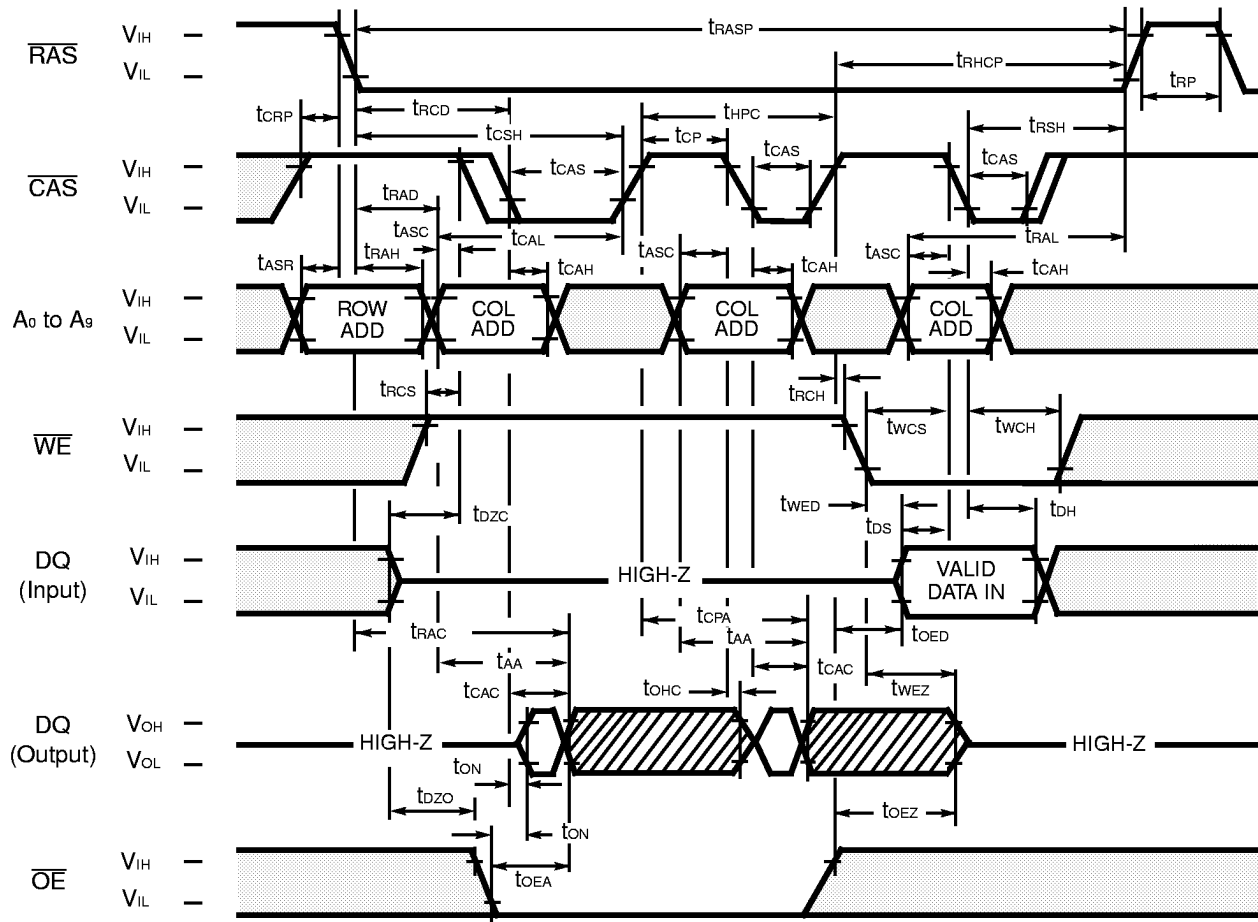 RAS
VIH
VIL
tRASP
tRHCP
tRP
tCRP
tRCD
tHPC
tRSH
tCSH
tCP
tCAS
tCAS
tCAS
CAS
VIH
VIL
tRAD
tASC
tCAL
tRAL
tASR
tRAH
tCAH
tASC
tCAH
tASC
tCAH
A0 to A9
VIH
VIL
ROW ADD
COL ADD
COL ADD
COL ADD
tRCS
tRCH
tWCS
tWCH
WE
VIH
VIL
tDZC
tWED
tDS
tDH
DQ (Input)
VIH
VIL
HIGH-Z
VALID DATA IN
tRAC
tCPA
tOED
tAA
tAA
tCAC
tCAC
tOHC
tWEZ
DQ (Output)
VOH
VOL
HIGH-Z
HIGH-Z
tON
tDZO
tON
tOEZ
OE
VIH
VIL
tOEA